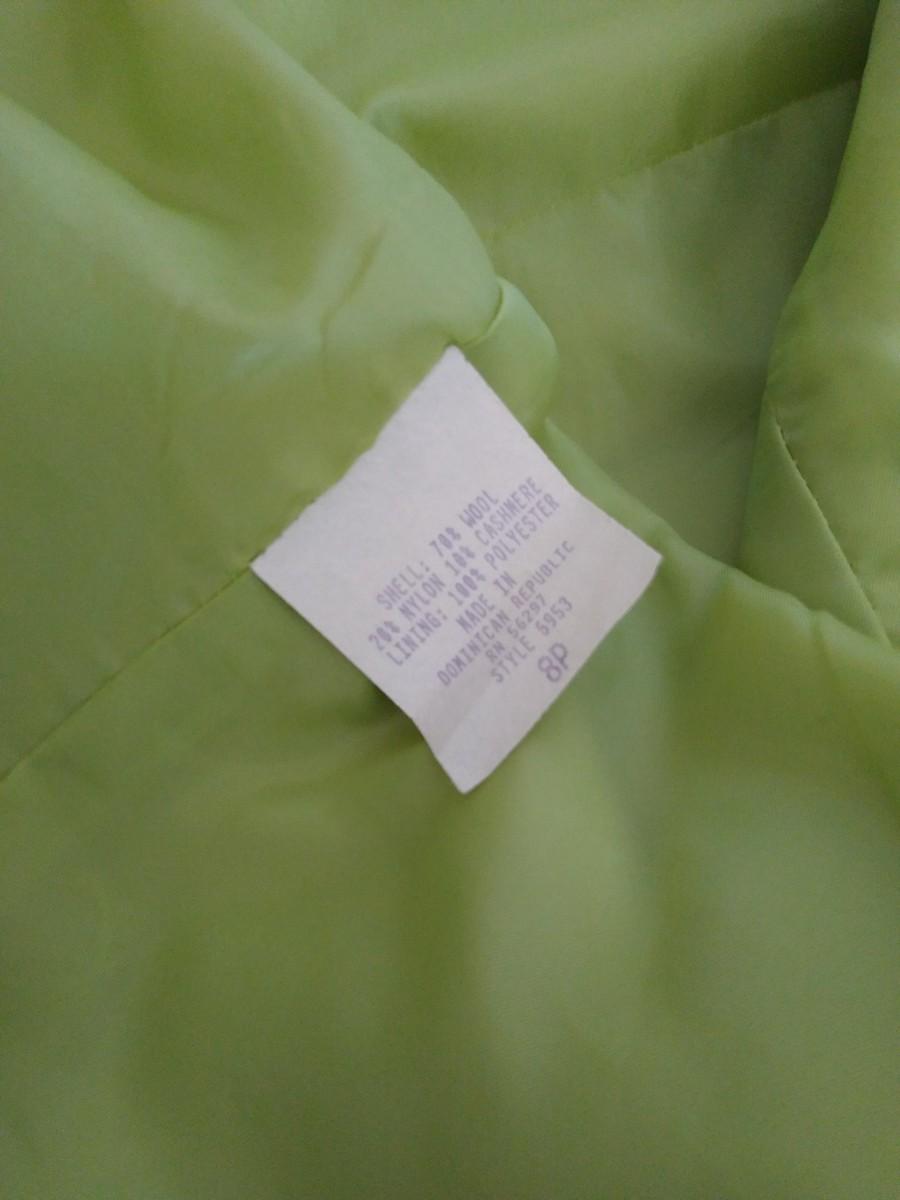 SHELL: 70% WOOL
20% NYLON 10% CASHMERE
LINING: 100% POLYESTER
MADE IN
DOMINICAN REPUBLIC
RN 56297
STYLE 5953
8P